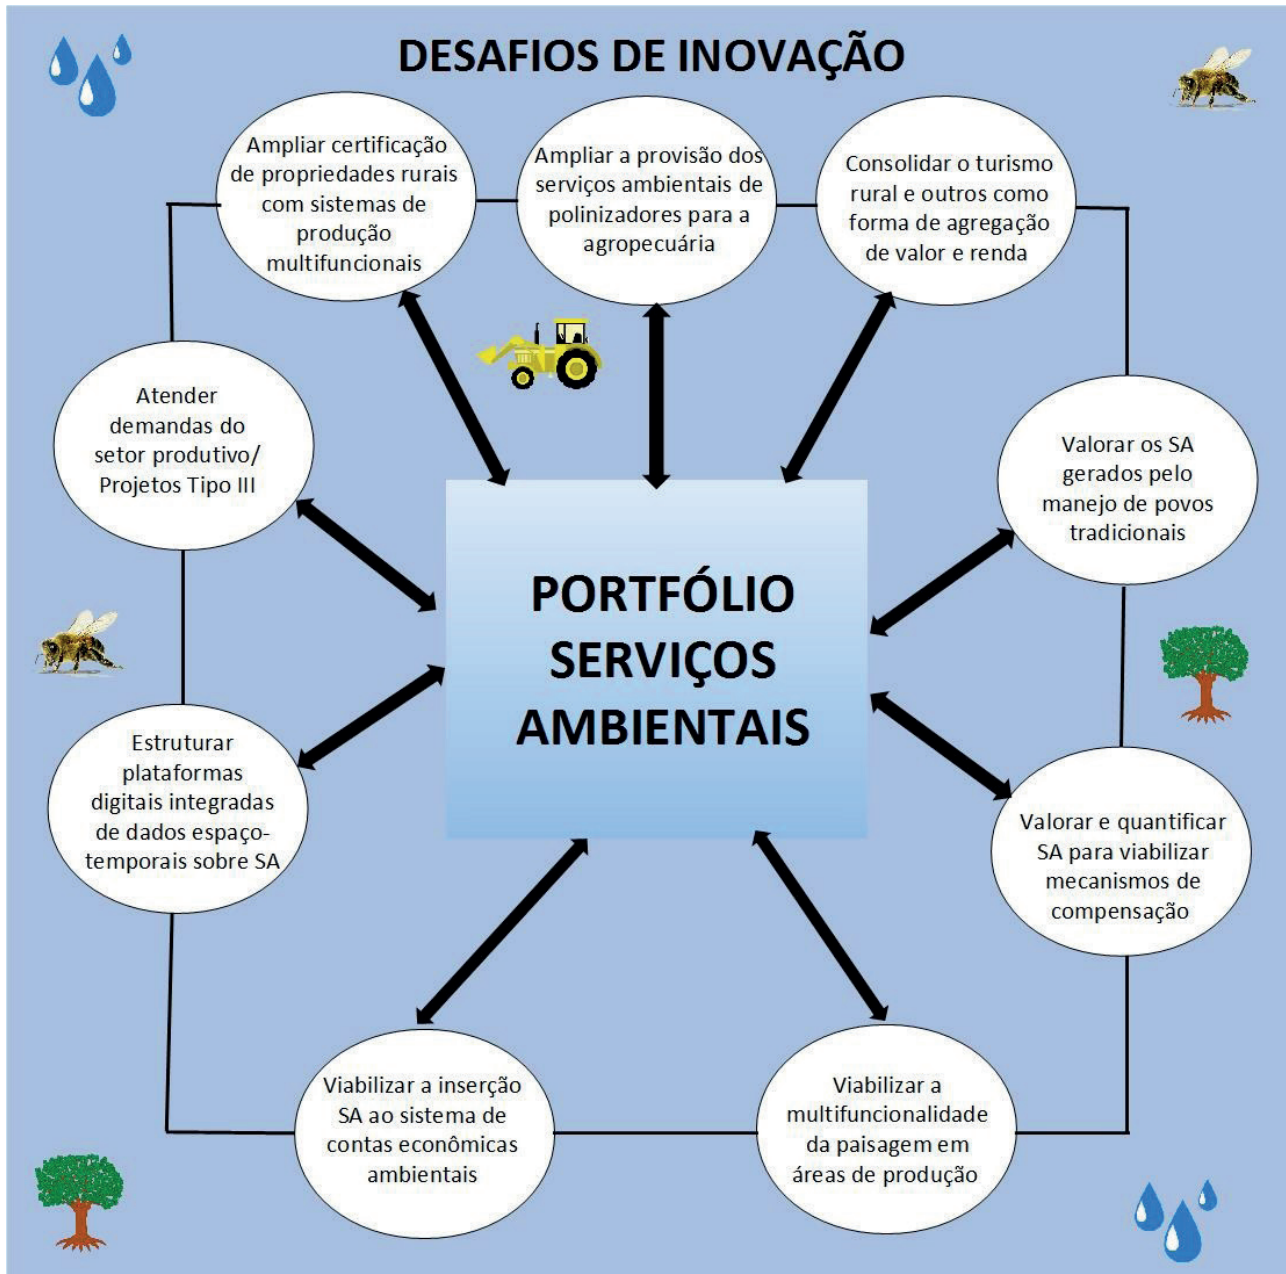 DESAFIOS DE INOVAÇÃO
Ampliar certificação
de propriedades rurais
com sistemas de
produção
multifuncionais
Ampliar a provisão dos
serviços ambientais de
polinizadores para a
agropecuária
Consolidar o turismo
rural e outros como
forma de agregação
de valor e renda
Atender
demandas do
setor produtivo/
Projetos Tipo III
Valorar os SA
gerados pelo
manejo de povos
tradicionais
PORTFÓLIO
SERVIÇOS
AMBIENTAIS
Estruturar
plataformas
digitais integradas
de dados espaço-
temporais sobre SA
Valorar e quantificar
SA para viabilizar
mecanismos de
compensação
Viabilizar a inserção
SA ao sistema de
contas econômicas
ambientais
Viabilizar a
multifuncionalidade
da paisagem em
áreas de produção